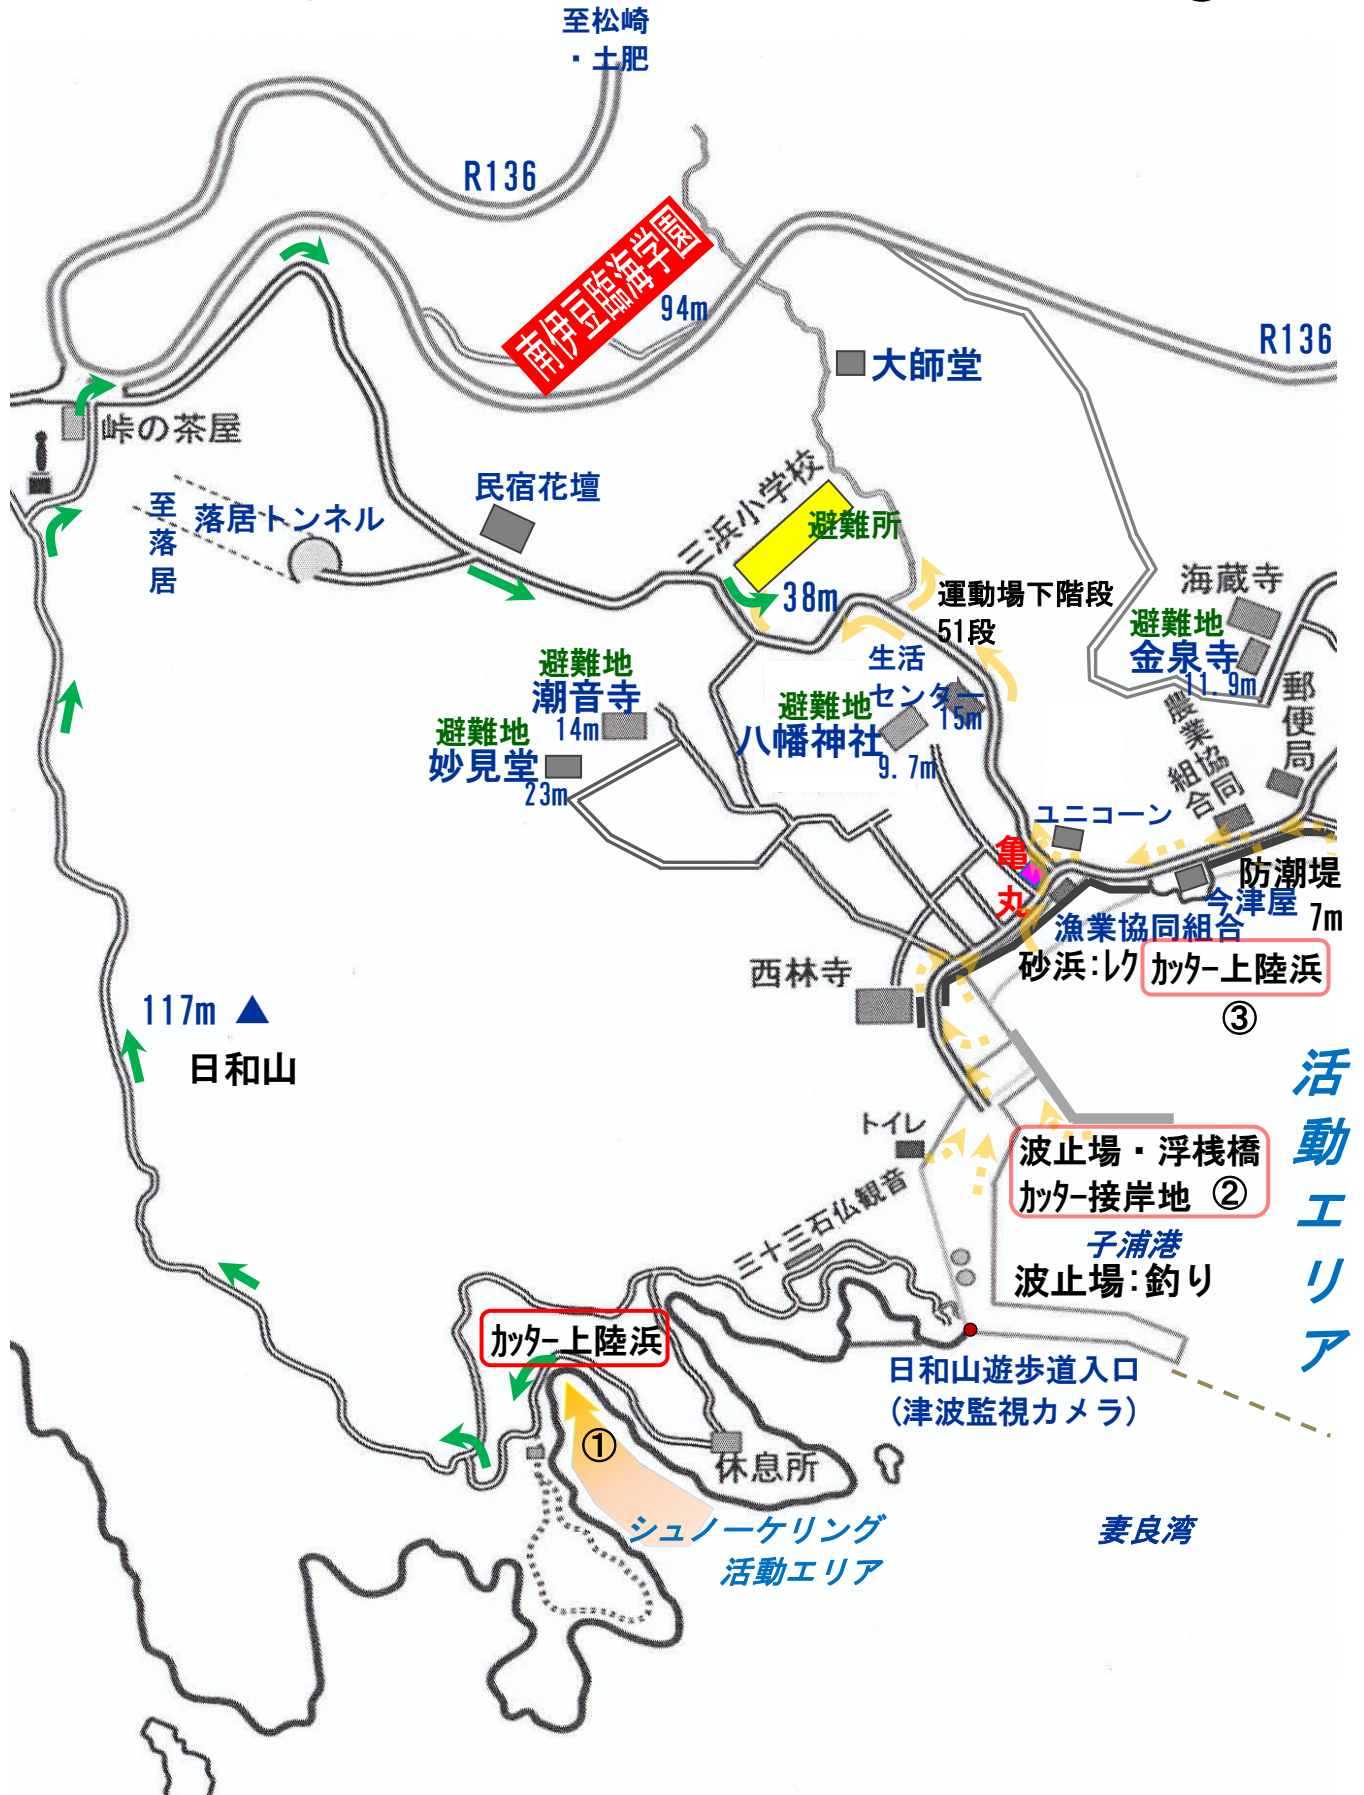 至松崎
・土肥
R136
南伊豆臨海学園
94m
R136
大師堂
峠の茶屋
民宿花壇
至落居
落居トンネル
三浜小学校
避難所
38m
運動場下階段
51段
海蔵寺
避難地
金泉寺
11.9m
生活
センター
15m
避難地
潮音寺
14m
避難地
八幡神社
9.7m
避難地
妙見堂
23m
農業
協同
組合
郵便局
ユニコーン
亀丸
防潮堤
7m
今津屋
漁業協同組合
砂浜:レク
カッター上陸浜
③
西林寺
117m ▲
日和山
活動エリア
トイレ
波止場・浮桟橋
カッター接岸地 ②
三十三石仏観音
子浦港
波止場:釣り
カッター上陸浜
日和山遊歩道入口
(津波監視カメラ)
①
休息所
シュノーケリング
活動エリア
妻良湾